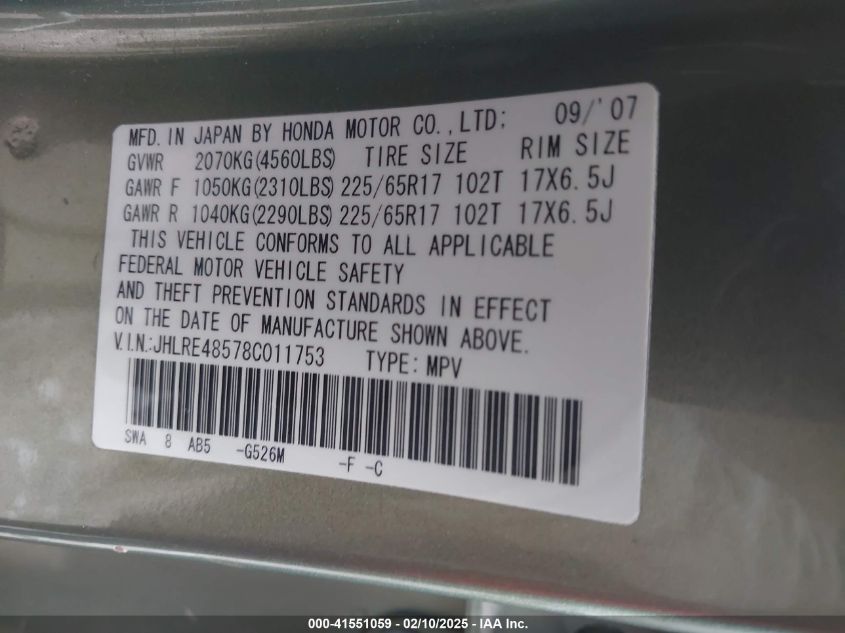 MFD. IN JAPAN BY HONDA MOTOR CO., LTD: 09/'07
GVWR 2070KG(4560LBS) TIRE SIZE RIM SIZE
GAWR F 1050KG(2310LBS) 225/65R17 102T 17X6.5J
GAWR R 1040KG(2290LBS) 225/65R17 102T 17X6.5J
THIS VEHICLE CONFORMS TO ALL APPLICABLE
FEDERAL MOTOR VEHICLE SAFETY
AND THEFT PREVENTION STANDARDS IN EFFECT
ON THE DATE OF MANUFACTURE SHOWN ABOVE.
V.I.N.:JHLRE48578C011753 TYPE: MPV
SWA 8 AB5 -G526M -F -C
000-41551059 - 02/10/2025 - IAA Inc.